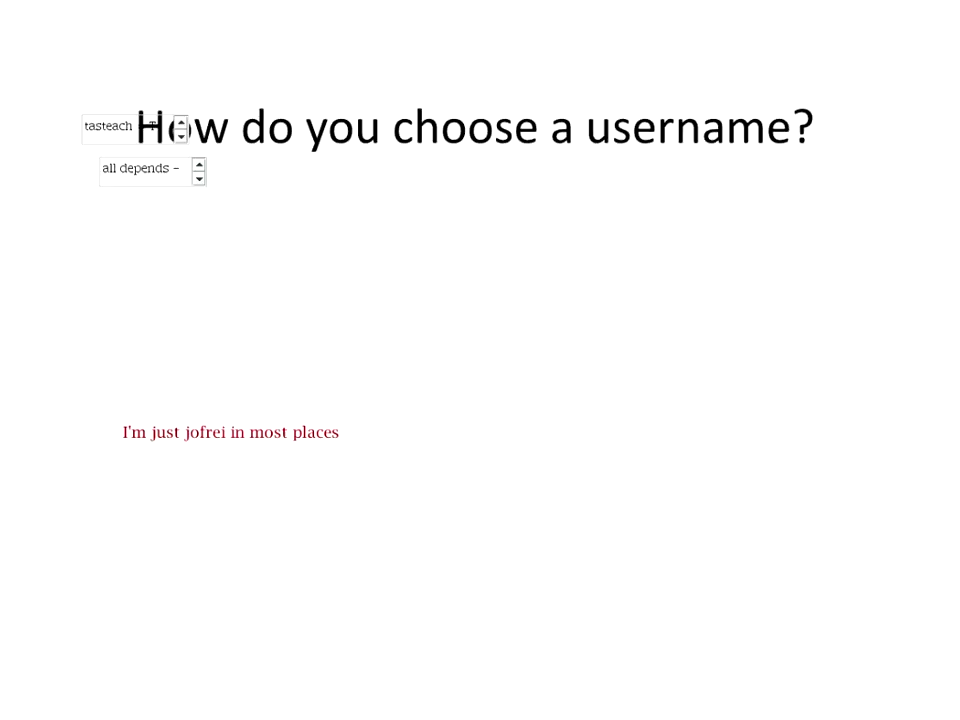 How do you choose a username?
tasteach
all depends –
I'm just jofrei in most places